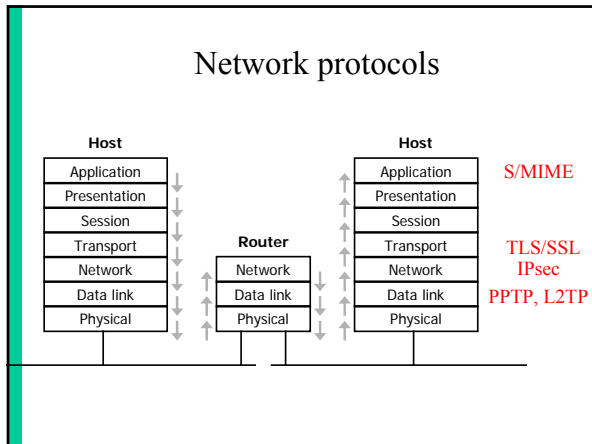 Network protocols
Host
Application
Presentation
Session
Transport
Network
Data link
Physical
Router
Network
Data link
Physical
Host
Application
Presentation
Session
Transport
Network
Data link
Physical
S/MIME
TLS/SSL
IPsec
PPTP, L2TP